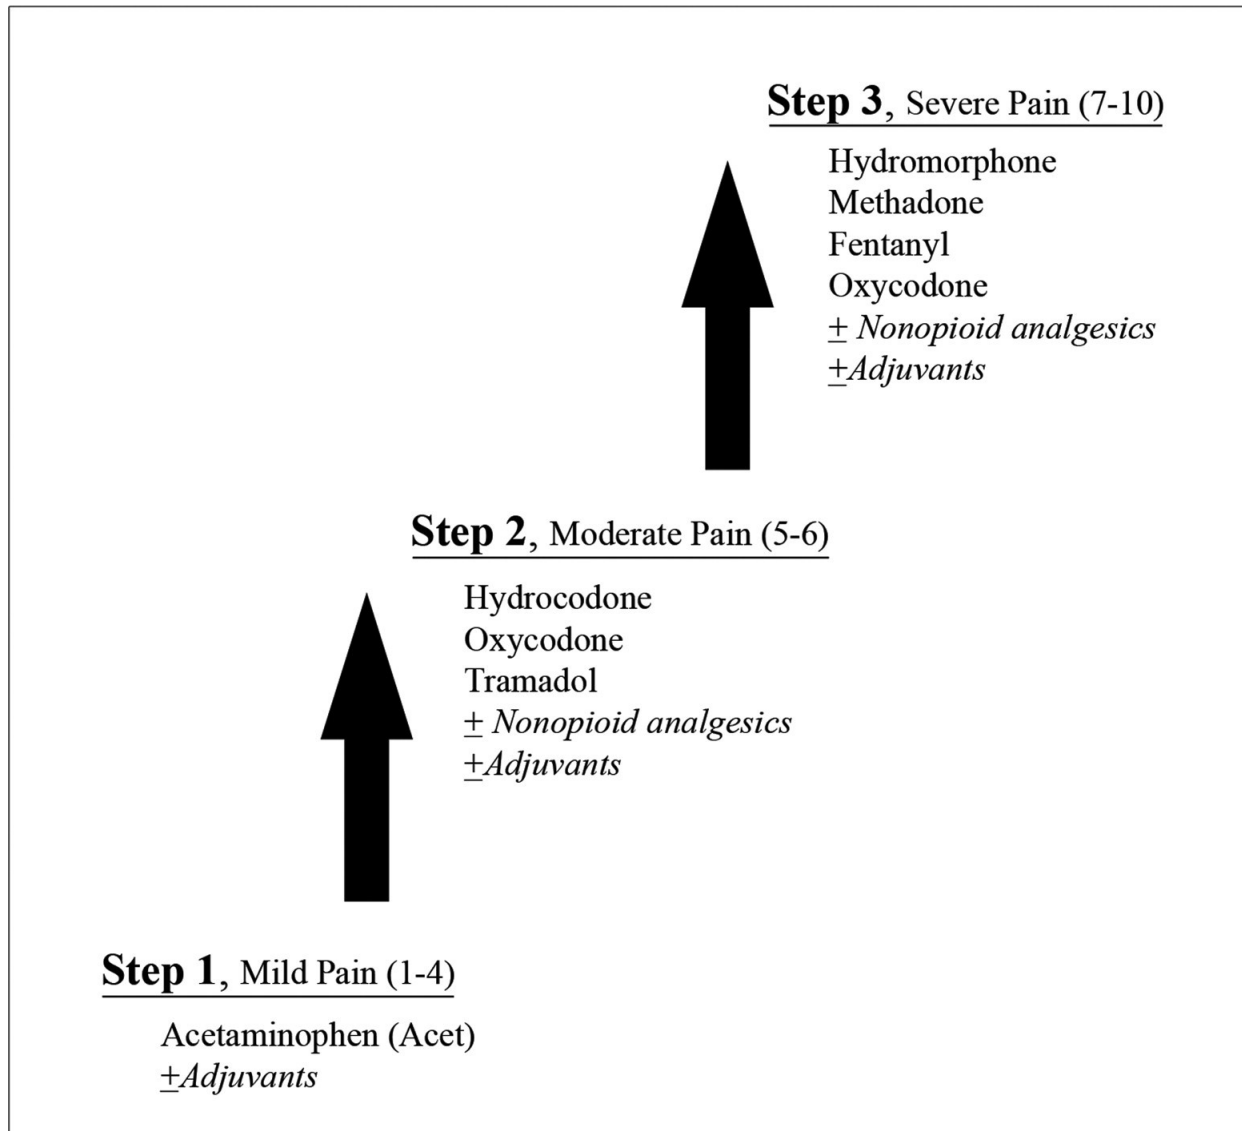 Step 3, Severe Pain (7-10)
Hydromorphone
Methadone
Fentanyl
Oxycodone
± Nonopioid analgesics
±Adjuvants
Step 2, Moderate Pain (5-6)
Hydrocodone
Oxycodone
Tramadol
± Nonopioid analgesics
±Adjuvants
Step 1, Mild Pain (1-4)
Acetaminophen (Acet)
±Adjuvants